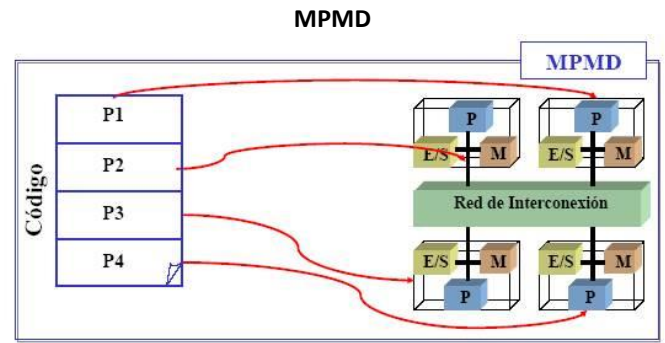 MPMD
MPMD
Código
P1
P2
P3
P4
P
P
E/S
M
E/S
M
Red de Interconexión
E/S
M
E/S
M
P
P